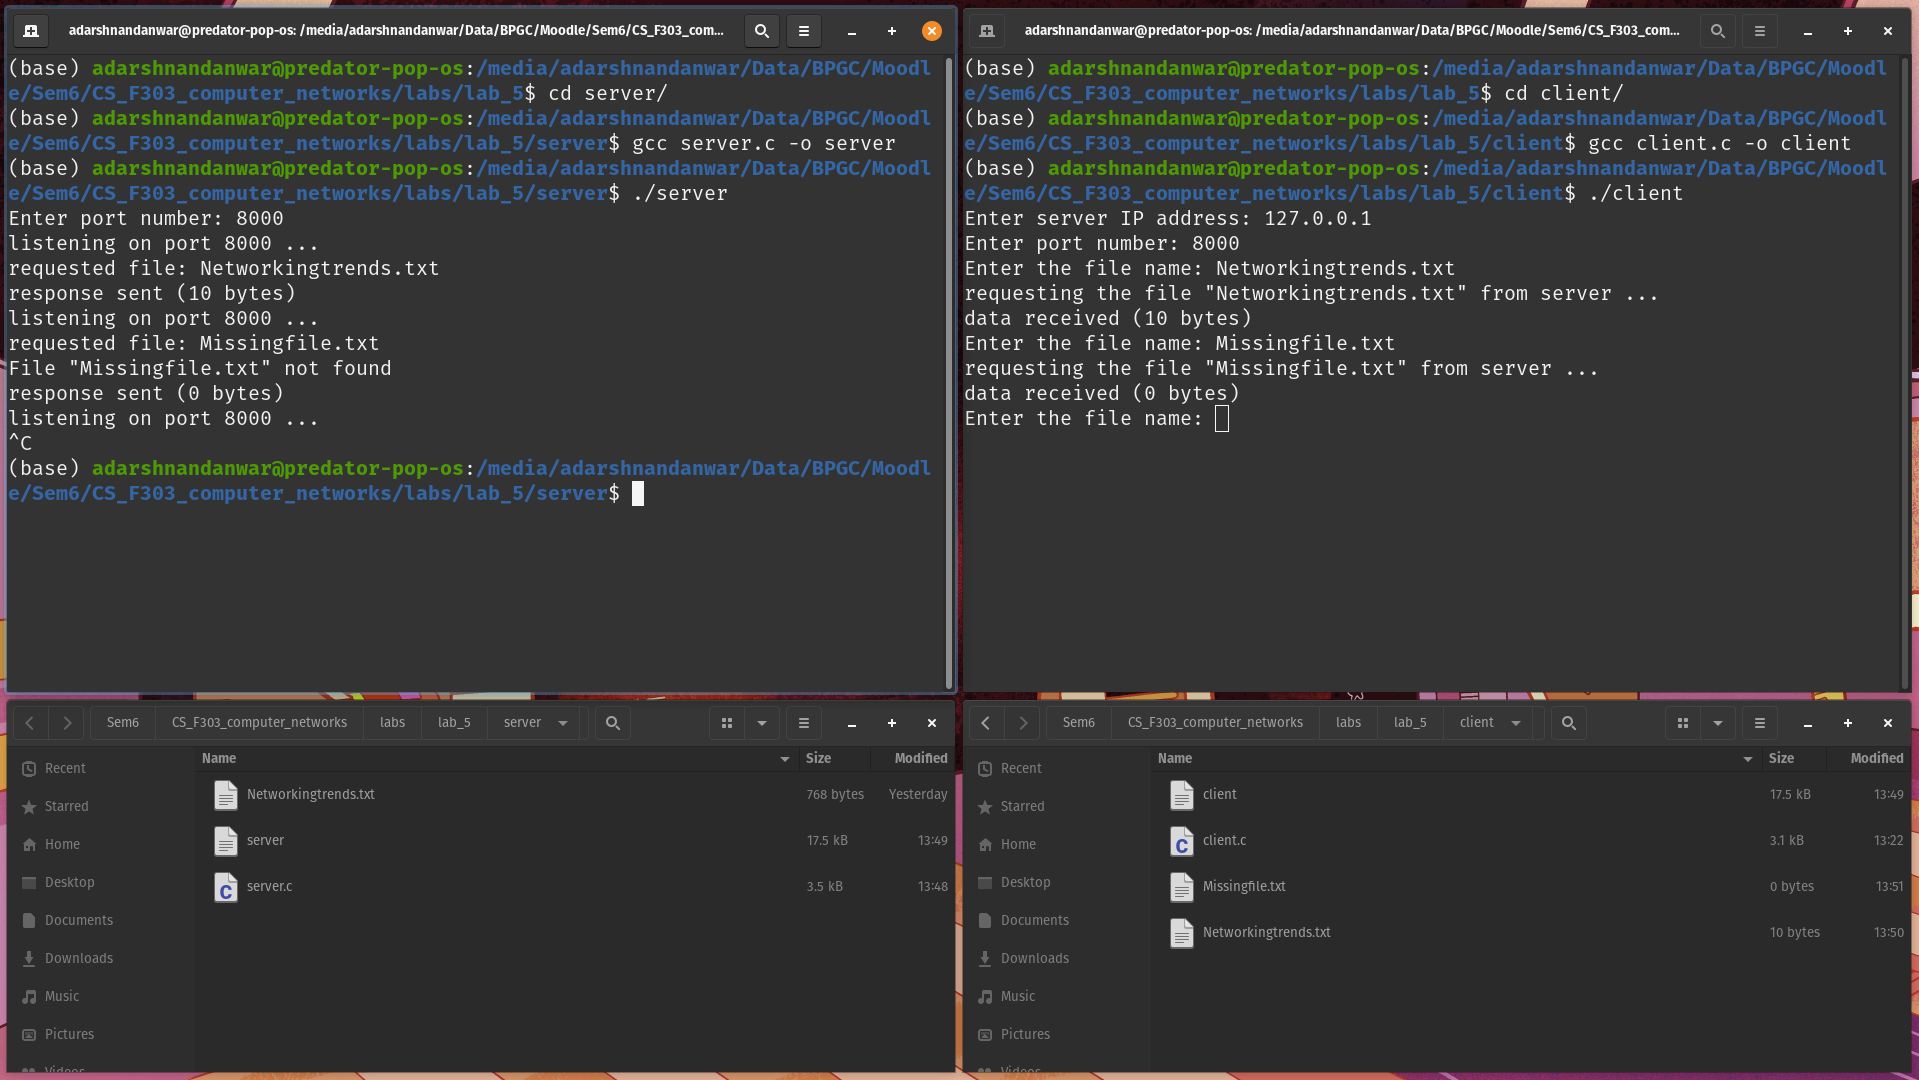 adarshnandanwar@predator-pop-os: /media/adarshnandanwar/Data/BPGC/Moodle/Sem6/CS_F303_com...
(base) adarshnandanwar@predator-pop-os:/media/adarshnandanwar/Data/BPGC/Moodl
e/Sem6/CS_F303_computer_networks/labs/lab_5$ cd server/
(base) adarshnandanwar@predator-pop-os:/media/adarshnandanwar/Data/BPGC/Moodl
e/Sem6/CS_F303_computer_networks/labs/lab_5/server$ gcc server.c -o server
(base) adarshnandanwar@predator-pop-os:/media/adarshnandanwar/Data/BPGC/Moodl
e/Sem6/CS_F303_computer_networks/labs/lab_5/server$ ./server
Enter port number: 8000
listening on port 8000 ...
requested file: Networkingtrends.txt
response sent (10 bytes)
listening on port 8000 ...
requested file: Missingfile.txt
File "Missingfile.txt" not found
response sent (0 bytes)
listening on port 8000 ...
^C
(base) adarshnandanwar@predator-pop-os:/media/adarshnandanwar/Data/BPGC/Moodl
e/Sem6/CS_F303_computer_networks/labs/lab_5/server$
adarshnandanwar@predator-pop-os: /media/adarshnandanwar/Data/BPGC/Moodle/Sem6/CS_F303_com...
(base) adarshnandanwar@predator-pop-os:/media/adarshnandanwar/Data/BPGC/Moodl
e/Sem6/CS_F303_computer_networks/labs/lab_5$ cd client/
(base) adarshnandanwar@predator-pop-os:/media/adarshnandanwar/Data/BPGC/Moodl
e/Sem6/CS_F303_computer_networks/labs/lab_5/client$ gcc client.c -o client
(base) adarshnandanwar@predator-pop-os:/media/adarshnandanwar/Data/BPGC/Moodl
e/Sem6/CS_F303_computer_networks/labs/lab_5/client$ ./client
Enter server IP address: 127.0.0.1
Enter port number: 8000
Enter the file name: Networkingtrends.txt
requesting the file "Networkingtrends.txt" from server ...
data received (10 bytes)
Enter the file name: Missingfile.txt
requesting the file "Missingfile.txt" from server ...
data received (0 bytes)
Enter the file name:
Sem6 CS_F303_computer_networks labs lab_5 server
Recent
Starred
Home
Desktop
Documents
Downloads
Music
Pictures
Videos
Name Size Modified
Networkingtrends.txt 768 bytes Yesterday
server 17.5 kB 13:49
server.c 3.5 kB 13:48
Sem6 CS_F303_computer_networks labs lab_5 client
Recent
Starred
Home
Desktop
Documents
Downloads
Music
Pictures
Videos
Name Size Modified
client 17.5 kB 13:49
client.c 3.1 kB 13:22
Missingfile.txt 0 bytes 13:51
Networkingtrends.txt 10 bytes 13:50